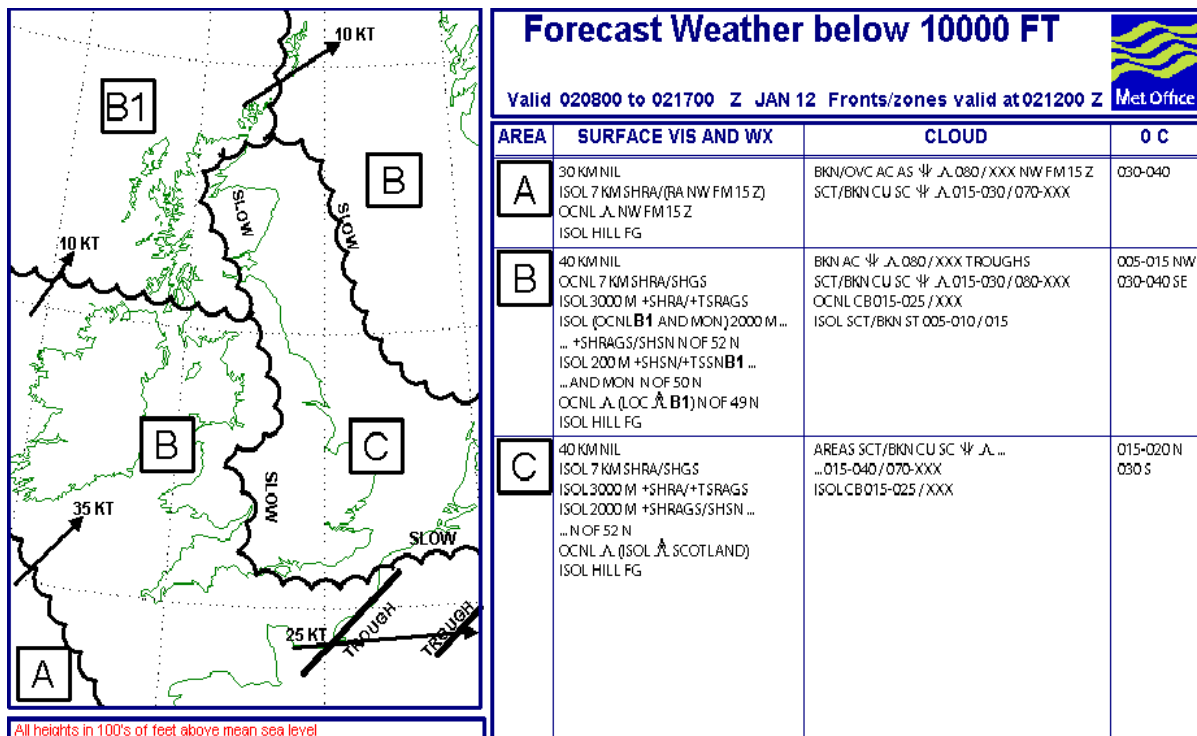 10 KT
B1
B
SLOW
SLOW
10 KT
B
C
SLOW
35 KT
SLOW
25 KT
TROUGH
TROUGH
A
All heights in 100's of feet above mean sea level
Forecast Weather below 10000 FT
Met Office
Valid 020800 to 021700 Z JAN 12 Fronts/zones valid at 021200 Z
AREA SURFACE VIS AND WX CLOUD 0 C
A
30 KM NIL
ISOL 7 KM SHRA/(RA NW FM 15 Z)
OCNL NW FM 15 Z
ISOL HILL FG
BKN/OVC AC AS 080 / XXX NW FM 15 Z
SCT/BKN CU SC 015-030 / 070-XXX
030-040
B
40 KM NIL
OCNL 7 KM SHRA/SHGS
ISOL 3000 M +SHRA/+TSRAGS
ISOL (OCNL B1 AND MON) 2000 M...
... +SHRAGS/SHSN N OF 52 N
ISOL 200 M +SHSN/+TSSN B1 ...
...AND MON N OF 50 N
OCNL (LOC B1) N OF 49 N
ISOL HILL FG
BKN AC 080 / XXX TROUGHS
SCT/BKN CU SC 015-030 / 080-XXX
OCNL CB 015-025 / XXX
ISOL SCT/BKN ST 005-010 / 015
005-015 NW
030-040 SE
C
40 KM NIL
ISOL 7 KM SHRA/SHGS
ISOL 3000 M +SHRA/+TSRAGS
ISOL 2000 M +SHRAGS/SHSN ...
...N OF 52 N
OCNL (ISOL SCOTLAND)
ISOL HILL FG
AREAS SCT/BKN CU SC ...
...015-040 / 070-XXX
ISOL CB 015-025 / XXX
015-020 N
030 S